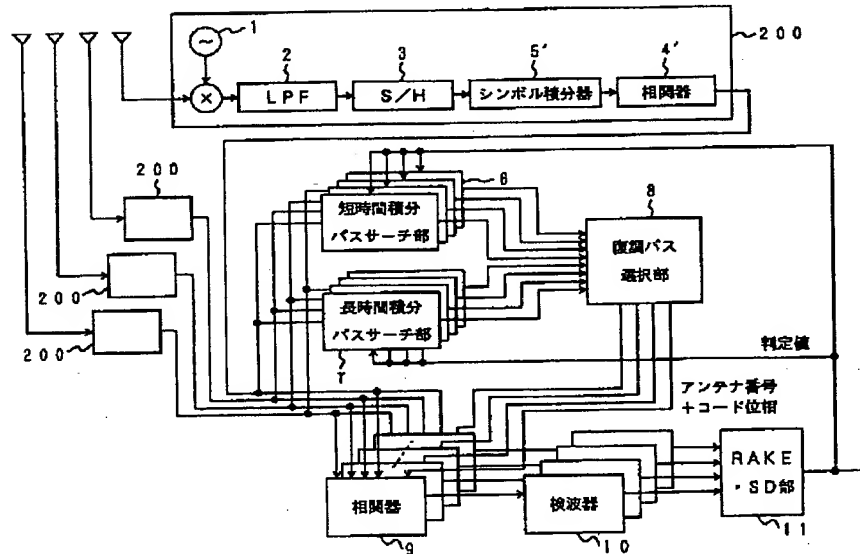 1
200
2
3
5'
4'
LPF
S/H
シンボル積分器
相関器
200
6
短時間積分
パスサーチ部
8
復調パス
選択部
200
長時間積分
パスサーチ部
200
7
判定値
アンテナ番号
+コード位相
相関器
検波器
RAKE
・SD部
9
10
11